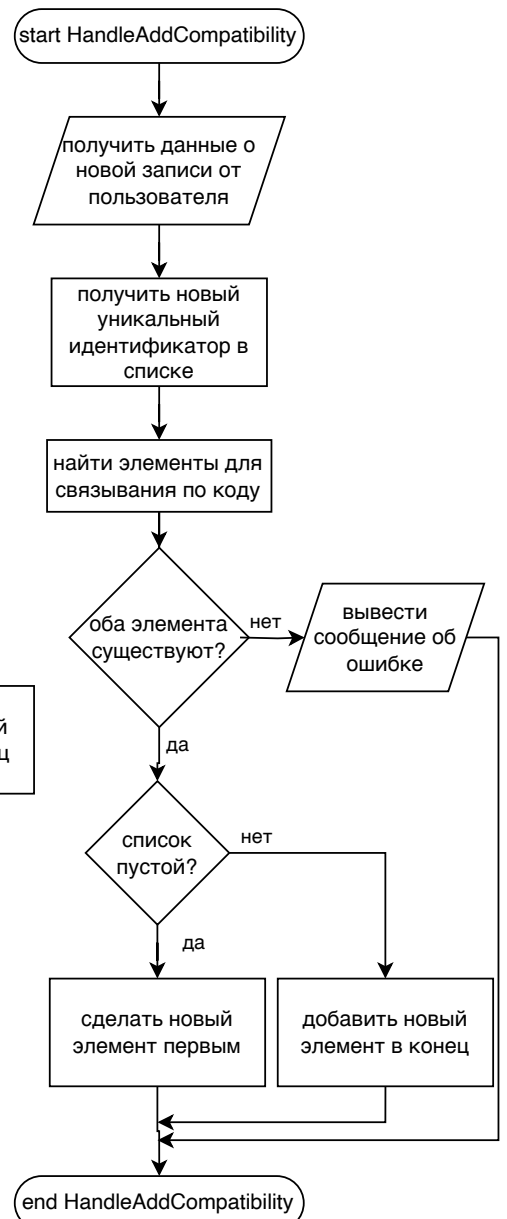 start HandleAddCompatibility
получить данные о
новой записи от
пользователя
получить новый
уникальный
идентификатор в
списке
найти элементы для
связывания по коду
оба элемента
существуют?
нет
вывести
сообщение об
ошибке
да
список
пустой?
нет
да
сделать новый
элемент первым
добавить новый
элемент в конец
end HandleAddCompatibility